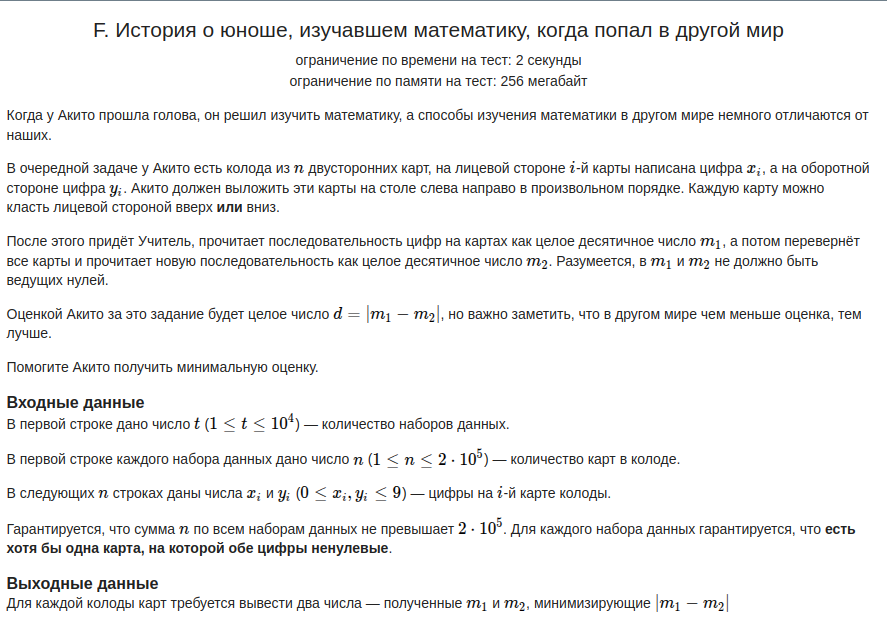 F. История о юноше, изучавшем математику, когда попал в другой мир
ограничение по времени на тест: 2 секунды
ограничение по памяти на тест: 256 мегабайт
Когда у Акито прошла голова, он решил изучить математику, а способы изучения математики в другом мире немного отличаются от
наших.
В очередной задаче у Акито есть колода из n двусторонних карт, на лицевой стороне i-й карты написана цифра x_i, а на оборотной
стороне цифра y_i. Акито должен выложить эти карты на столе слева направо в произвольном порядке. Каждую карту можно
класть лицевой стороной вверх или вниз.
После этого придёт Учитель, прочитает последовательность цифр на картах как целое десятичное число m_1, а потом перевернёт
все карты и прочитает новую последовательность как целое десятичное число m_2. Разумеется, в m_1 и m_2 не должно быть
ведущих нулей.
Оценкой Акито за это задание будет целое число d = |m_1 − m_2|, но важно заметить, что в другом мире чем меньше оценка, тем
лучше.
Помогите Акито получить минимальную оценку.
Входные данные
В первой строке дано число t (1 ≤ t ≤ 10^4) — количество наборов данных.
В первой строке каждого набора данных дано число n (1 ≤ n ≤ 2 · 10^5) — количество карт в колоде.
В следующих n строках даны числа x_i и y_i (0 ≤ x_i, y_i ≤ 9) — цифры на i-й карте колоды.
Гарантируется, что сумма n по всем наборам данных не превышает 2 · 10^5. Для каждого набора данных гарантируется, что есть
хотя бы одна карта, на которой обе цифры ненулевые.
Выходные данные
Для каждой колоды карт требуется вывести два числа — полученные m_1 и m_2, минимизирующие |m_1 − m_2|